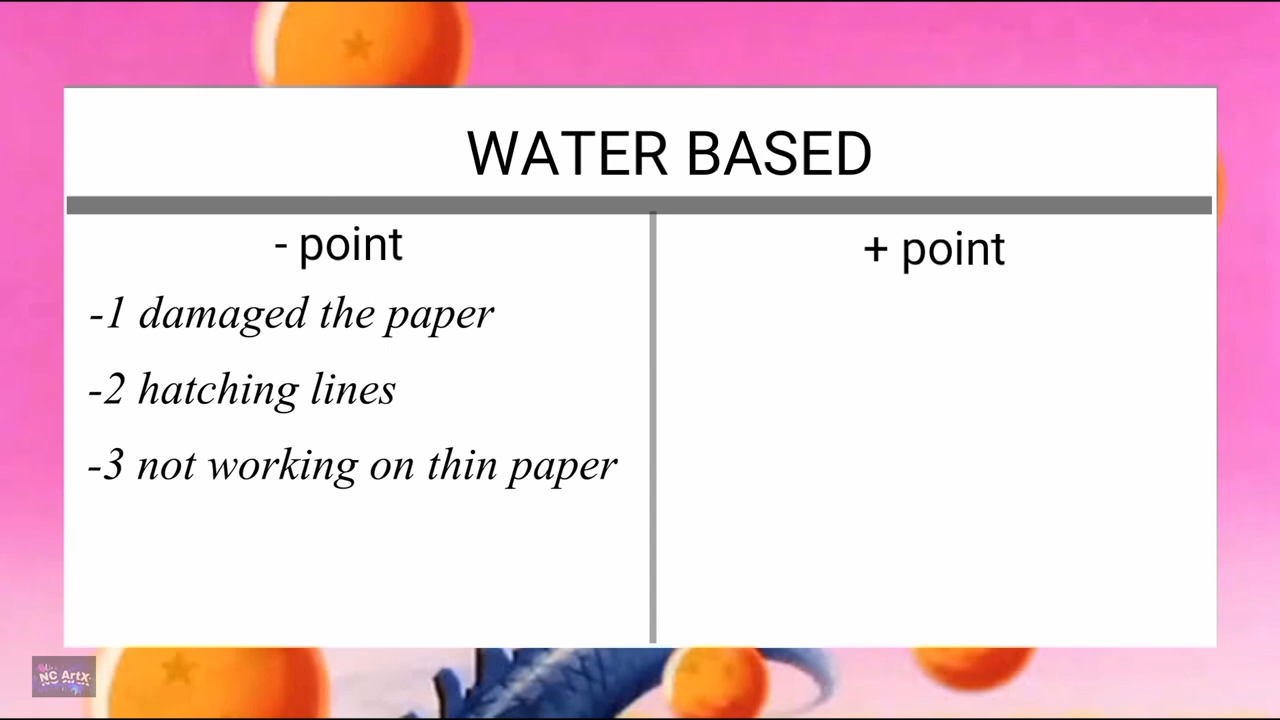 WATER BASED
- point
+ point
-1 damaged the paper
-2 hatching lines
-3 not working on thin paper
NC ArtX